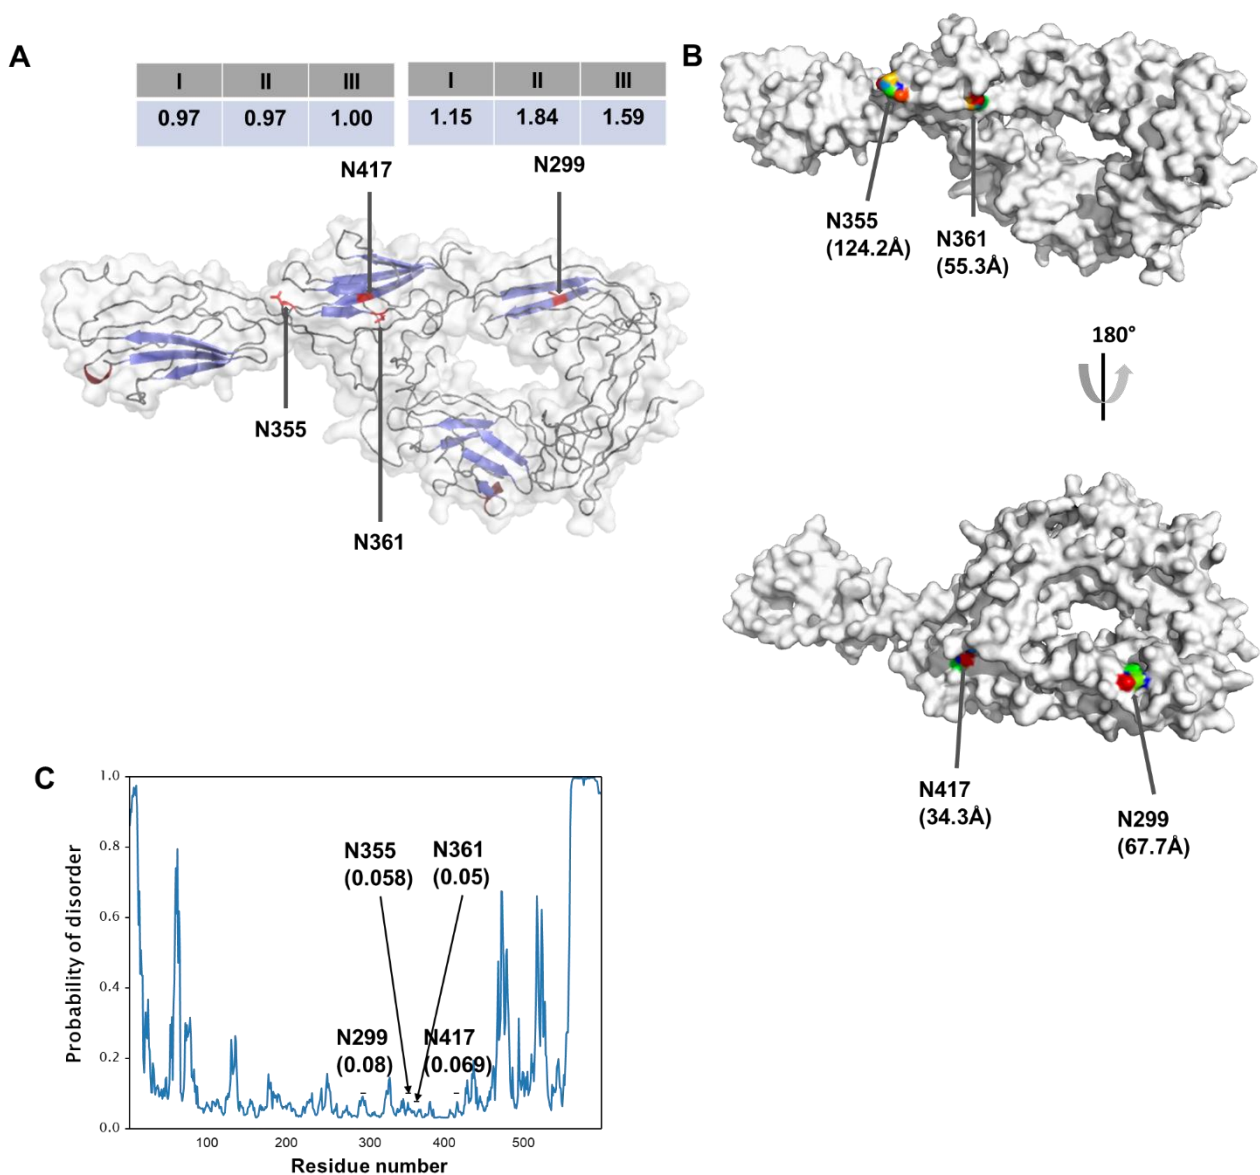 A
I II III
0.97 0.97 1.00
I II III
1.15 1.84 1.59
N417
N299
N355
N361
B
N355
(124.2Å)
N361
(55.3Å)
180°
N417
(34.3Å)
N299
(67.7Å)
C
Probability of disorder
1.0
0.8
0.6
0.4
0.2
0.0
N355
(0.058)
N361
(0.05)
N299
(0.08)
N417
(0.069)
100 200 300 400 500
Residue number